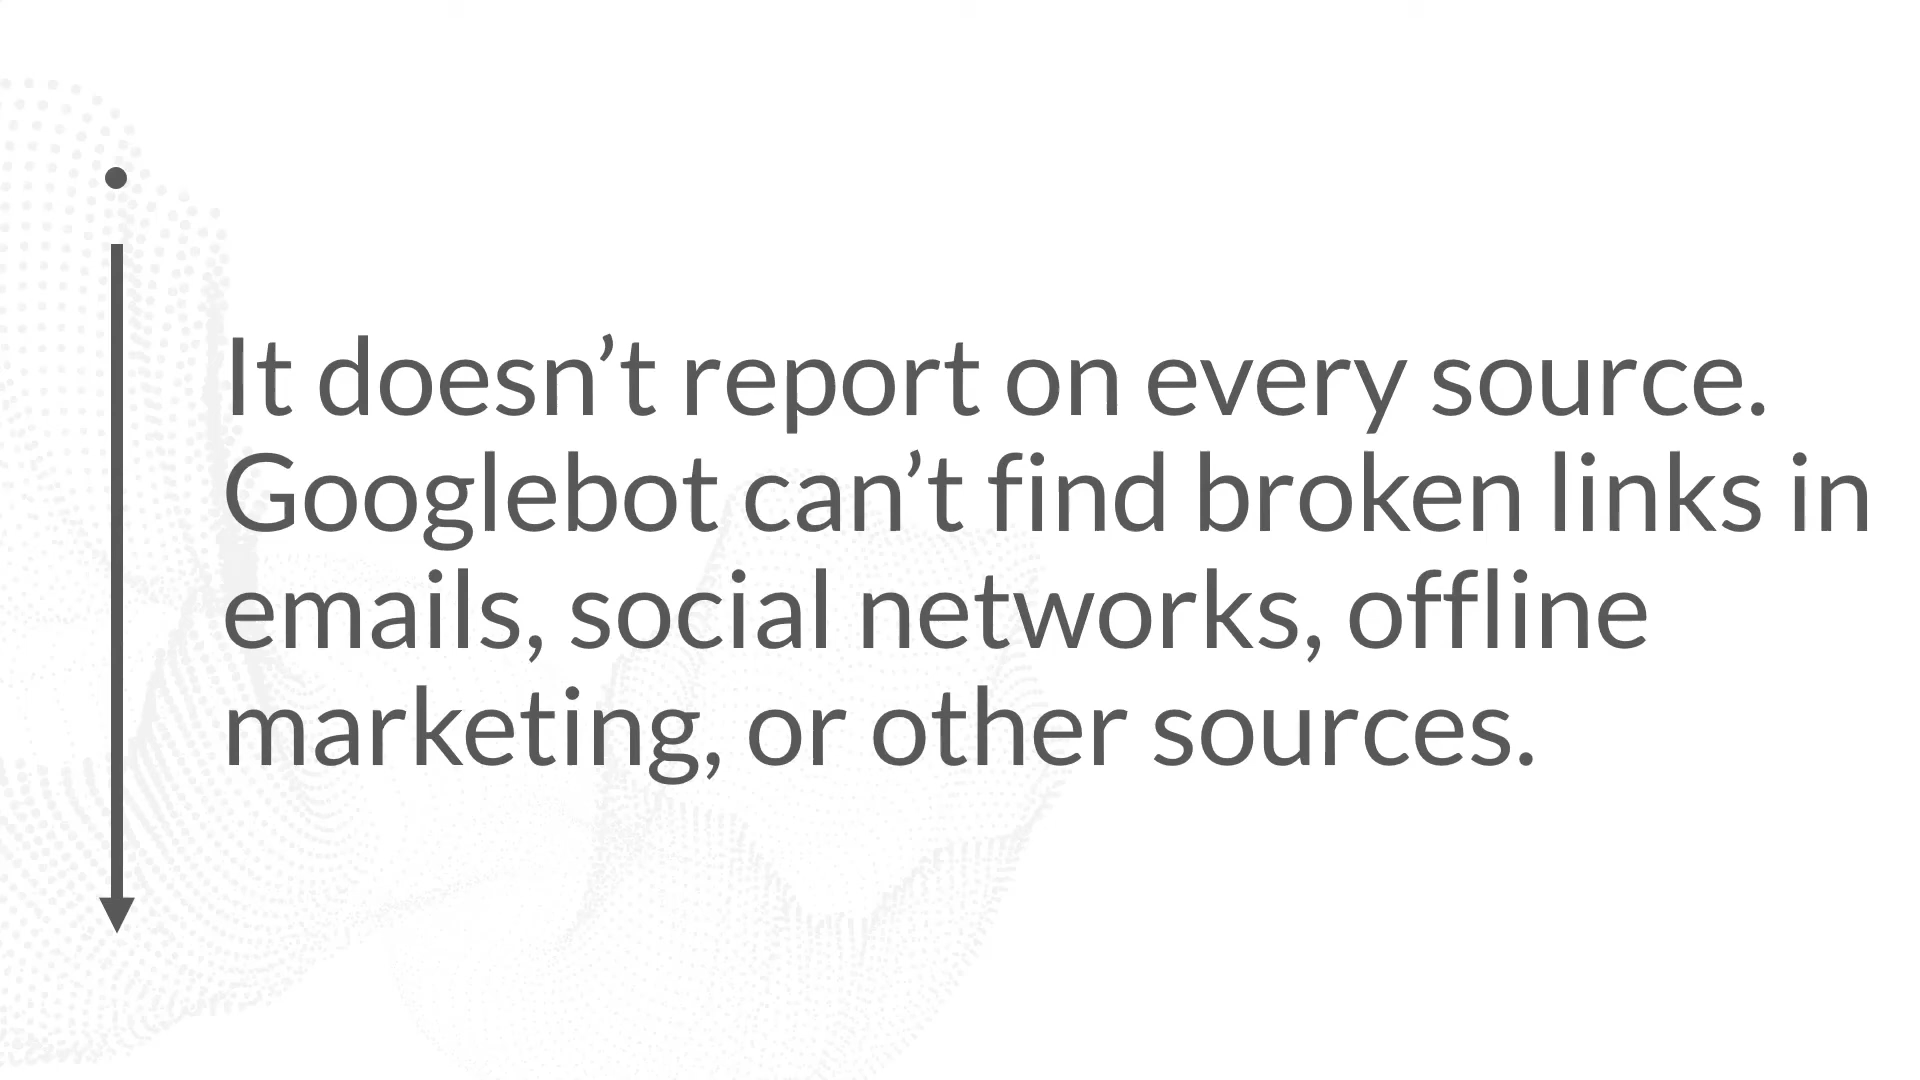 It doesn’t report on every source.
Googlebot can’t find broken links in
emails, social networks, offline
marketing, or other sources.